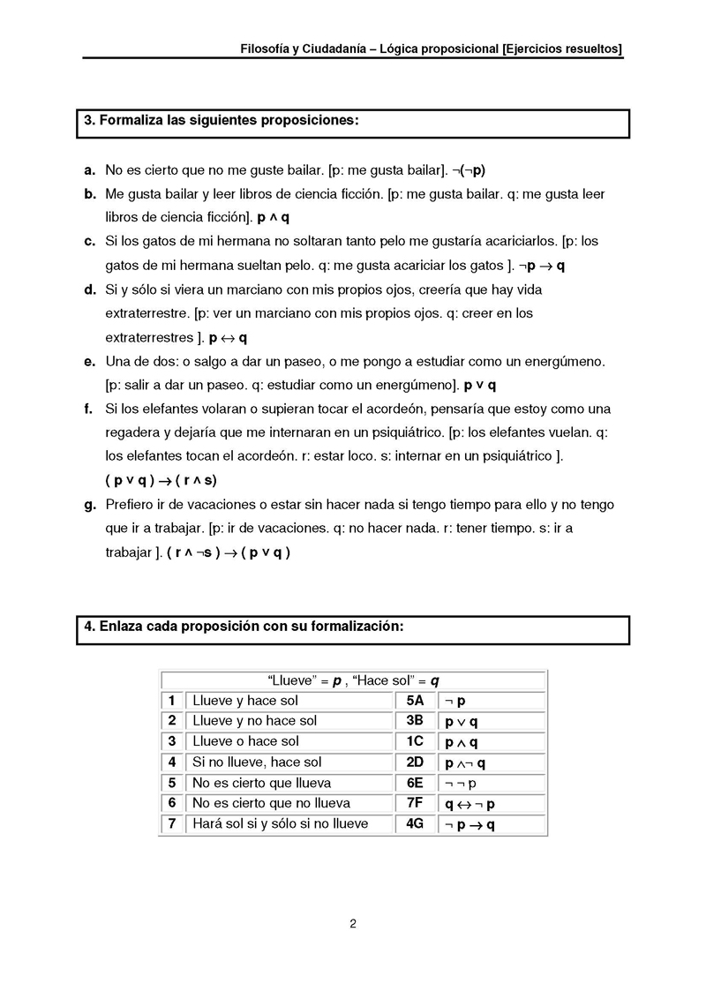 Filosofía y Ciudadanía – Lógica proposicional [Ejercicios resueltos]
3. Formaliza las siguientes proposiciones:
a. No es cierto que no me guste bailar. [p: me gusta bailar]. ¬(¬p)
b. Me gusta bailar y leer libros de ciencia ficción. [p: me gusta bailar. q: me gusta leer
libros de ciencia ficción]. p ∧ q
c. Si los gatos de mi hermana no soltaran tanto pelo me gustaría acariciarlos. [p: los
gatos de mi hermana sueltan pelo. q: me gusta acariciar los gatos ]. ¬p → q
d. Si y sólo si viera un marciano con mis propios ojos, creería que hay vida
extraterrestre. [p: ver un marciano con mis propios ojos. q: creer en los
extraterrestres ]. p ↔ q
e. Una de dos: o salgo a dar un paseo, o me pongo a estudiar como un energúmeno.
[p: salir a dar un paseo. q: estudiar como un energúmeno]. p ∨ q
f. Si los elefantes volaran o supieran tocar el acordeón, pensaría que estoy como una
regadera y dejaría que me internaran en un psiquiátrico. [p: los elefantes vuelan. q:
los elefantes tocan el acordeón. r: estar loco. s: internar en un psiquiátrico ].
( p ∨ q ) → ( r ∧ s)
g. Prefiero ir de vacaciones o estar sin hacer nada si tengo tiempo para ello y no tengo
que ir a trabajar. [p: ir de vacaciones. q: no hacer nada. r: tener tiempo. s: ir a
trabajar ]. ( r ∧ ¬s ) → ( p ∨ q )
4. Enlaza cada proposición con su formalización:
“Llueve” = p , “Hace sol” = q
1 Llueve y hace sol 5A ¬ p
2 Llueve y no hace sol 3B p ∨ q
3 Llueve o hace sol 1C p ∧ q
4 Si no llueve, hace sol 2D p ∧¬ q
5 No es cierto que llueva 6E ¬ ¬ p
6 No es cierto que no llueva 7F q ↔ ¬ p
7 Hará sol si y sólo si no llueve 4G ¬ p → q
2